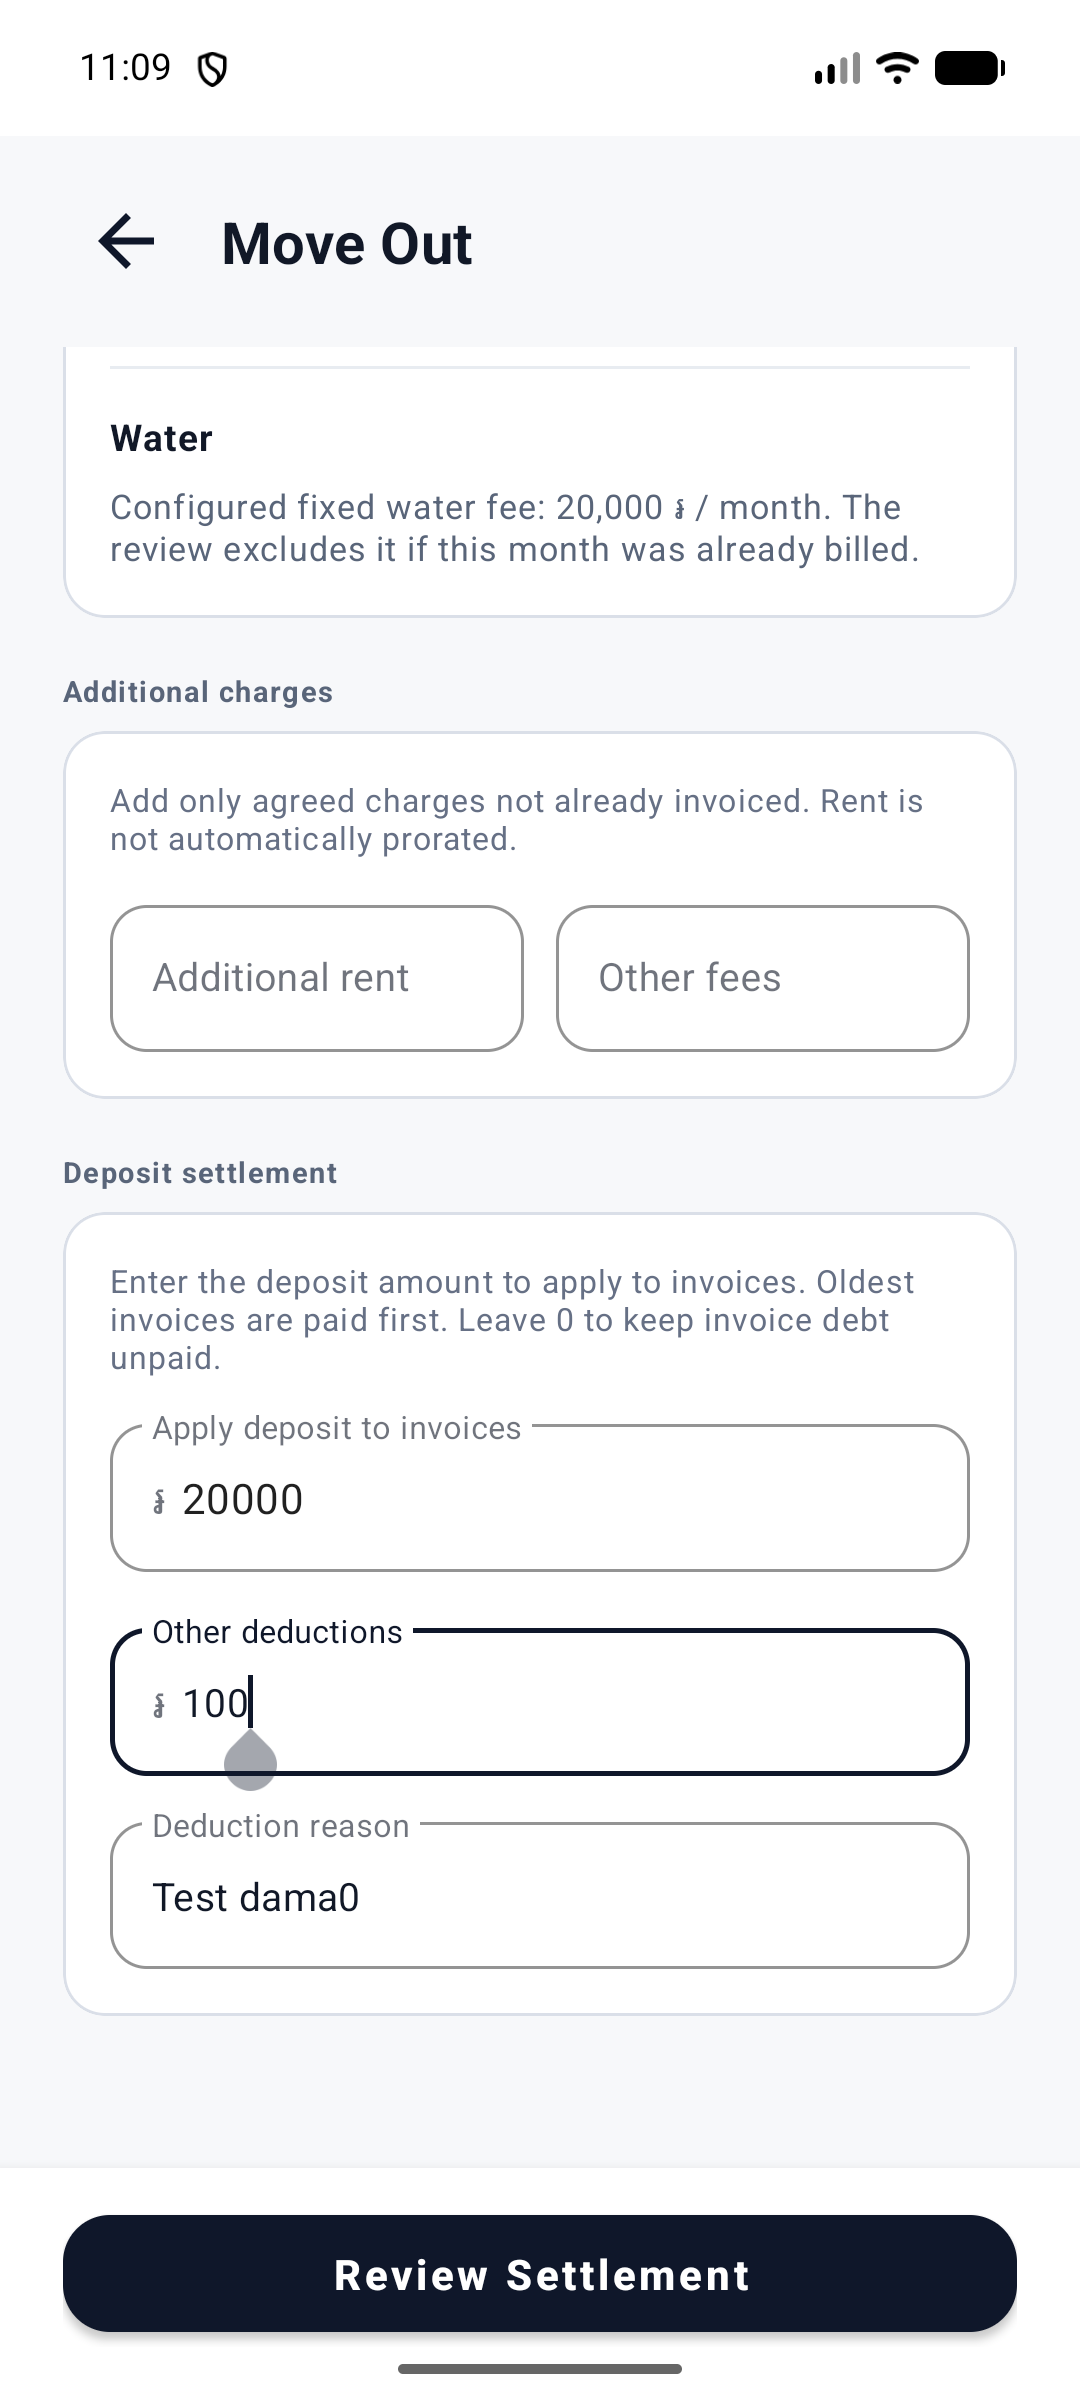 11:09
Move Out
Water
Configured fixed water fee: 20,000 ៛ / month. The
review excludes it if this month was already billed.
Additional charges
Add only agreed charges not already invoiced. Rent is
not automatically prorated.
Additional rent
Other fees
Deposit settlement
Enter the deposit amount to apply to invoices. Oldest
invoices are paid first. Leave 0 to keep invoice debt
unpaid.
Apply deposit to invoices
៛ 20000
Other deductions
៛ 100
Deduction reason
Test dama0
Review Settlement